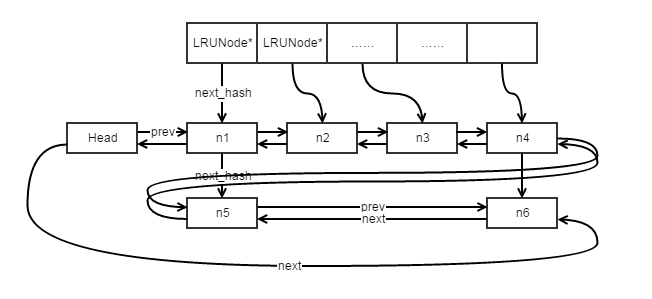 LRUNode*
LRUNode*
......
......
next_hash
Head
prev
n1
n2
n3
n4
next_hash
n5
prev
next
n6
next